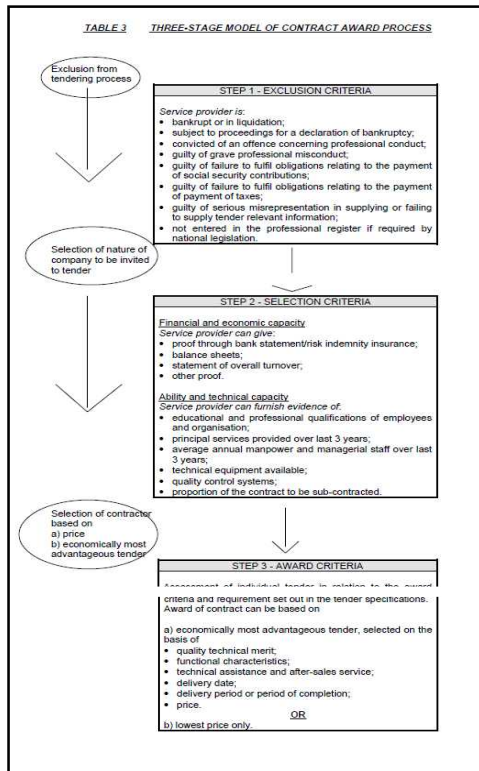 TABLE 3 THREE-STAGE MODEL OF CONTRACT AWARD PROCESS
Exclusion from
tendering process
STEP 1 - EXCLUSION CRITERIA
Service provider is:
• bankrupt or in liquidation;
• subject to proceedings for a declaration of bankruptcy;
• convicted of an offence concerning professional conduct;
• guilty of grave professional misconduct;
• guilty of failure to fulfil obligations relating to the payment
of social security contributions;
• guilty of failure to fulfil obligations relating to the payment
of payment of taxes;
• guilty of serious misrepresentation in supplying or failing
to supply tender relevant information;
• not entered in the professional register if required by
national legislation.
Selection of nature of
company to be invited
to tender
STEP 2 - SELECTION CRITERIA
Financial and economic capacity
Service provider can give:
• proof through bank statement/risk indemnity insurance;
• balance sheets;
• statement of overall turnover;
• other proof.
Ability and technical capacity
Service provider can furnish evidence of:
• educational and professional qualifications of employees
and organisation;
• principal services provided over last 3 years;
• average annual manpower and managerial staff over last
3 years;
• technical equipment available;
• quality control systems;
• proportion of the contract to be sub-contracted.
Selection of contractor
based on
a) price
b) economically most
advantageous tender
STEP 3 - AWARD CRITERIA
Assessment of individual tender in relation to the award
criteria and requirement set out in the tender specifications.
Award of contract can be based on
a) economically most advantageous tender, selected on the
basis of
• quality technical merit;
• functional characteristics;
• technical assistance and after-sales service;
• delivery date;
• delivery period or period of completion;
• price.
OR
b) lowest price only.